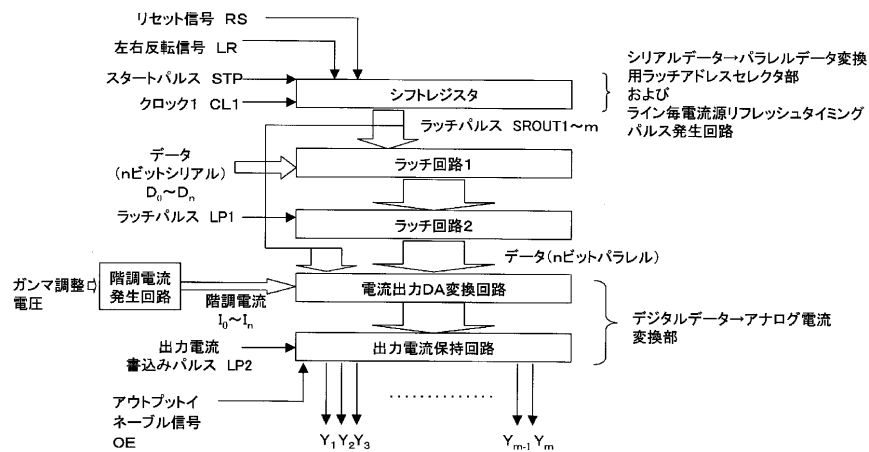 リセット信号 RS
左右反転信号 LR
スタートパルス STP
クロック1 CL1
シフトレジスタ
シリアルデータ→パラレルデータ変換
用ラッチアドレスセレクタ部
および
ライン毎電流源リフレッシュタイミング
パルス発生回路
ラッチパルス SROUT1～m
データ
(nビットシリアル)
D₀～Dₙ
ラッチ回路1
ラッチパルス LP1
ラッチ回路2
データ(nビットパラレル)
ガンマ調整
電圧
階調電流
発生回路
階調電流
I₀～Iₙ
電流出力DA変換回路
デジタルデータ→アナログ電流
変換部
出力電流
書込みパルス LP2
出力電流保持回路
アウトプットイ
ネーブル信号
OE
Y₁ Y₂ Y₃
Yₘ₋₁ Yₘ